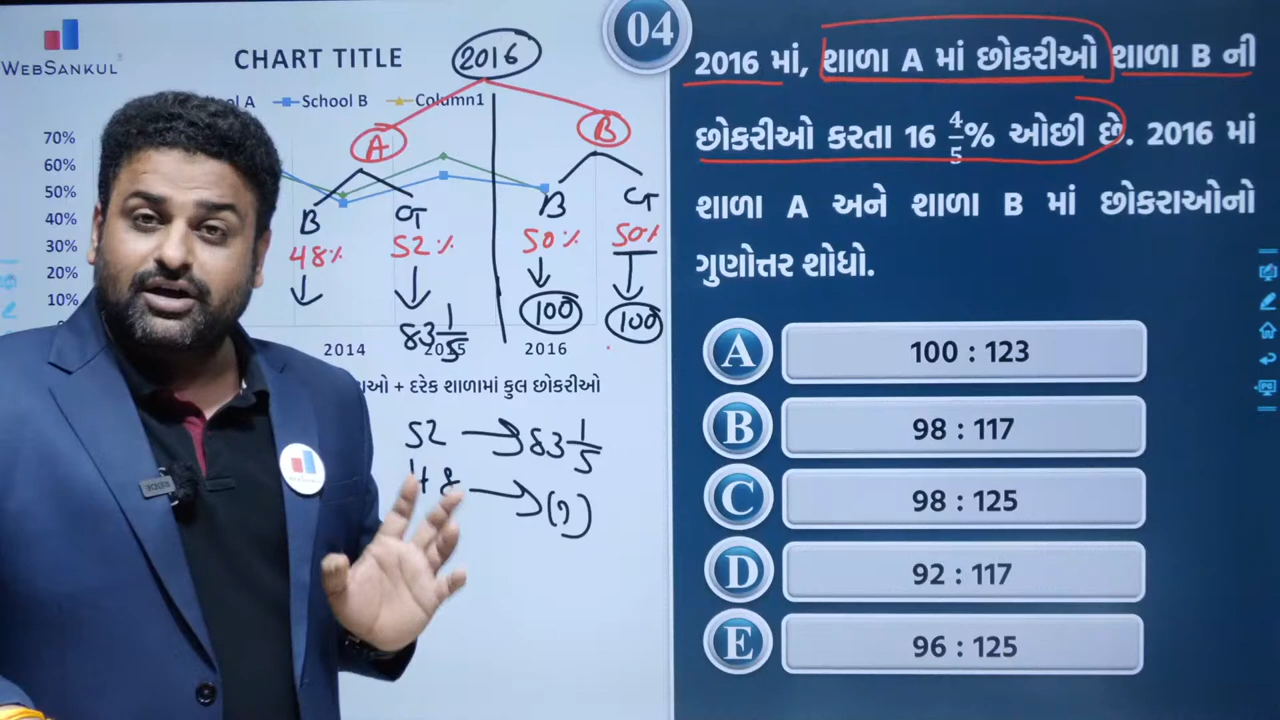 WEBSANKUL
CHART TITLE
2016
School B
Column1
70%
60%
50%
40%
30%
20%
10%
A
B
B
G
48%
52%
B
G
50%
50%
83 1/5
100
100
2014
2015
2016
+ દરેક શાળામાં કુલ છોકરીઓ
52 → 83 1/5
48 → (?)
04
2016 માં, શાળા A માં છોકરીઓ શાળા B ની
છોકરીઓ કરતા 16 4/5% ઓછી છે. 2016 માં
શાળા A અને શાળા B માં છોકરાઓનો
ગુણોત્તર શોધો.
A 100 : 123
B 98 : 117
C 98 : 125
D 92 : 117
E 96 : 125